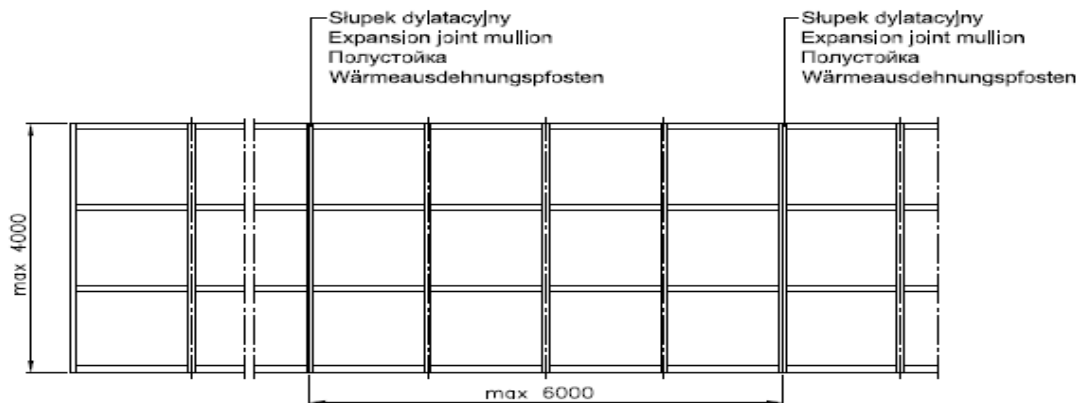 Słupek dylatacyjny
Expansion joint mullion
Полустойка
Wärmeausdehnungspfosten
Słupek dylatacyjny
Expansion joint mullion
Полустойка
Wärmeausdehnungspfosten
max 4000
max 6000